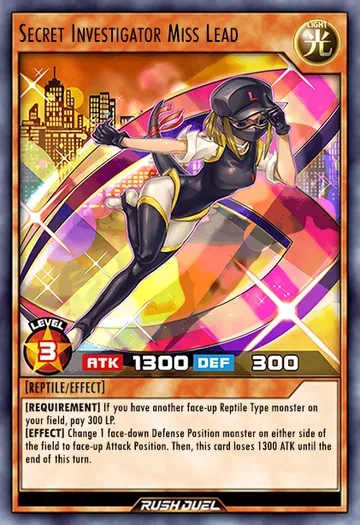 SECRET INVESTIGATOR MISS LEAD
LIGHT
光
L
LEVEL
3
ATK 1300 DEF 300
[REPTILE/EFFECT]
[REQUIREMENT] If you have another face-up Reptile Type monster on
your field, pay 300 LP.
[EFFECT] Change 1 face-down Defense Position monster on either side of
the field to face-up Attack Position. Then, this card loses 1300 ATK until the
end of this turn.
RUSH DUEL